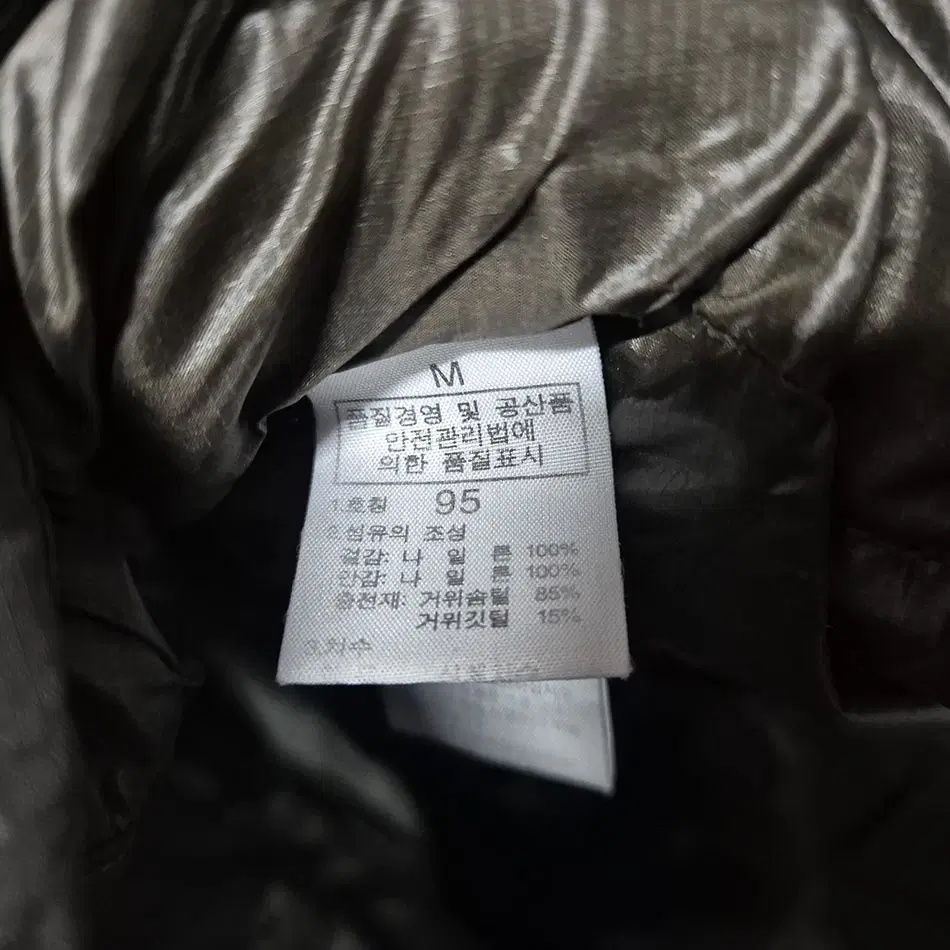 M
품질경영 및 공산품
안전관리법에
의한 품질표시
1.호칭 95
2.섬유의 조성
겉감: 나 일 론 100%
안감: 나 일 론 100%
충전재: 거위솜털 85%
거위깃털 15%
3.치수